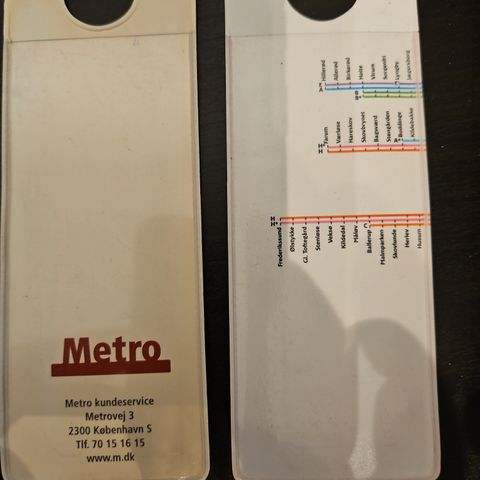 Metro
Metro kundeservice
Metrovej 3
2300 København S
Tlf. 70 15 16 15
www.m.dk
Hillerød
Allerød
Birkerød
Holte
Virum
Sorgenfri
Lyngby
Jægersborg
Farum
Værløse
Hareskov
Skovbrynet
Bagsværd
Stengården
Buddinge
Kildebakke
Frederikssund
Ølstykke
Gl. Toftegård
Stenløse
Veksø
Kildedal
Måløv
Ballerup
Malmparken
Skovlunde
Herlev
Husum